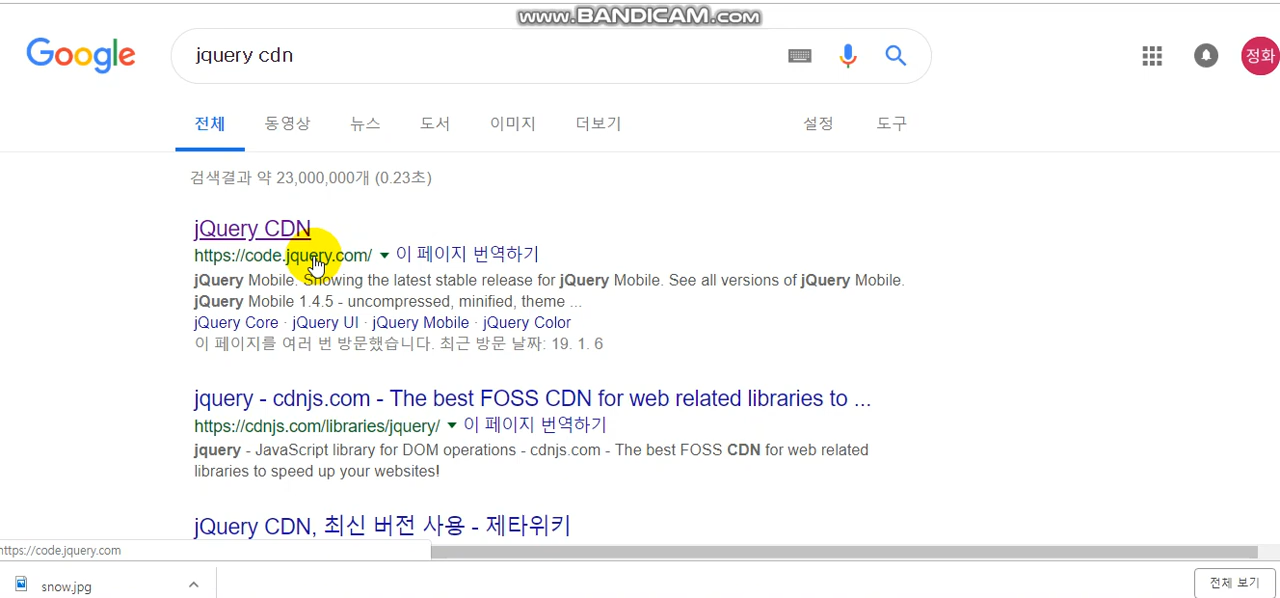 www.BANDICAM.com
Google
jquery cdn
정화
전체 동영상 뉴스 도서 이미지 더보기 설정 도구
검색결과 약 23,000,000개 (0.23초)
jQuery CDN
https://code.jquery.com/ 이 페이지 번역하기
jQuery Mobile. Showing the latest stable release for jQuery Mobile. See all versions of jQuery Mobile.
jQuery Mobile 1.4.5 - uncompressed, minified, theme ...
jQuery Core · jQuery UI · jQuery Mobile · jQuery Color
이 페이지를 여러 번 방문했습니다. 최근 방문 날짜: 19. 1. 6
jquery - cdnjs.com - The best FOSS CDN for web related libraries to ...
https://cdnjs.com/libraries/jquery/ 이 페이지 번역하기
jquery - JavaScript library for DOM operations - cdnjs.com - The best FOSS CDN for web related
libraries to speed up your websites!
jQuery CDN, 최신 버전 사용 - 제타위키
https://code.jquery.com
snow.jpg
전체 보기